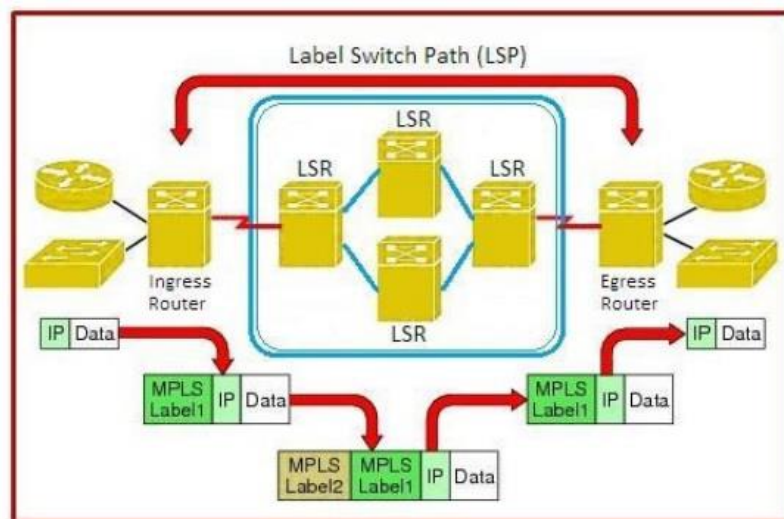 Label Switch Path (LSP)
LSR
LSR
LSR
Ingress
Router
LSR
Egress
Router
IP Data
IP Data
MPLS
Label1 IP Data
MPLS
Label1 IP Data
MPLS MPLS
Label2 Label1 IP Data